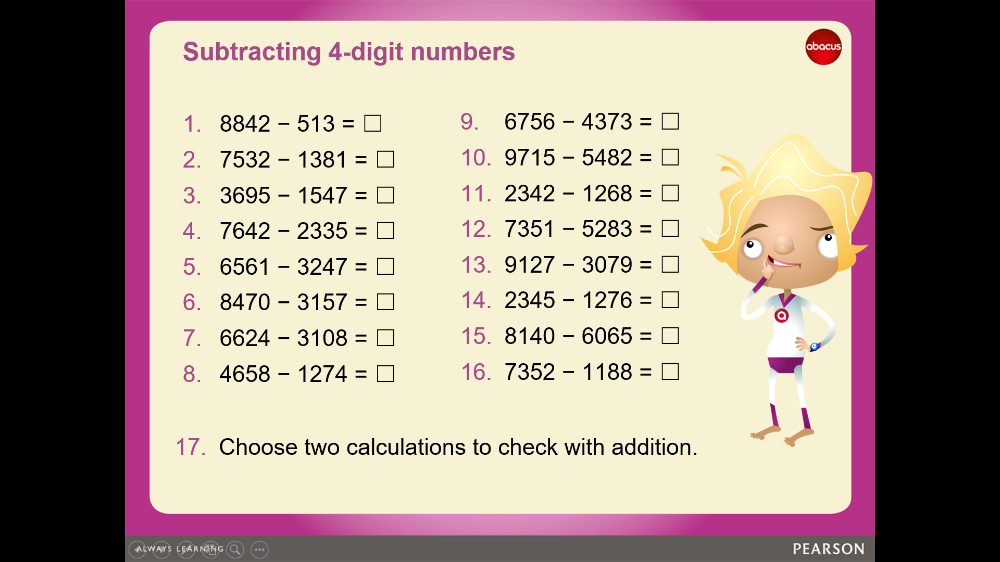 Subtracting 4-digit numbers
abacus
1. 8842 − 513 = □
2. 7532 − 1381 = □
3. 3695 − 1547 = □
4. 7642 − 2335 = □
5. 6561 − 3247 = □
6. 8470 − 3157 = □
7. 6624 − 3108 = □
8. 4658 − 1274 = □
9. 6756 − 4373 = □
10. 9715 − 5482 = □
11. 2342 − 1268 = □
12. 7351 − 5283 = □
13. 9127 − 3079 = □
14. 2345 − 1276 = □
15. 8140 − 6065 = □
16. 7352 − 1188 = □
a
17. Choose two calculations to check with addition.
ALWAYS LEARNING
PEARSON